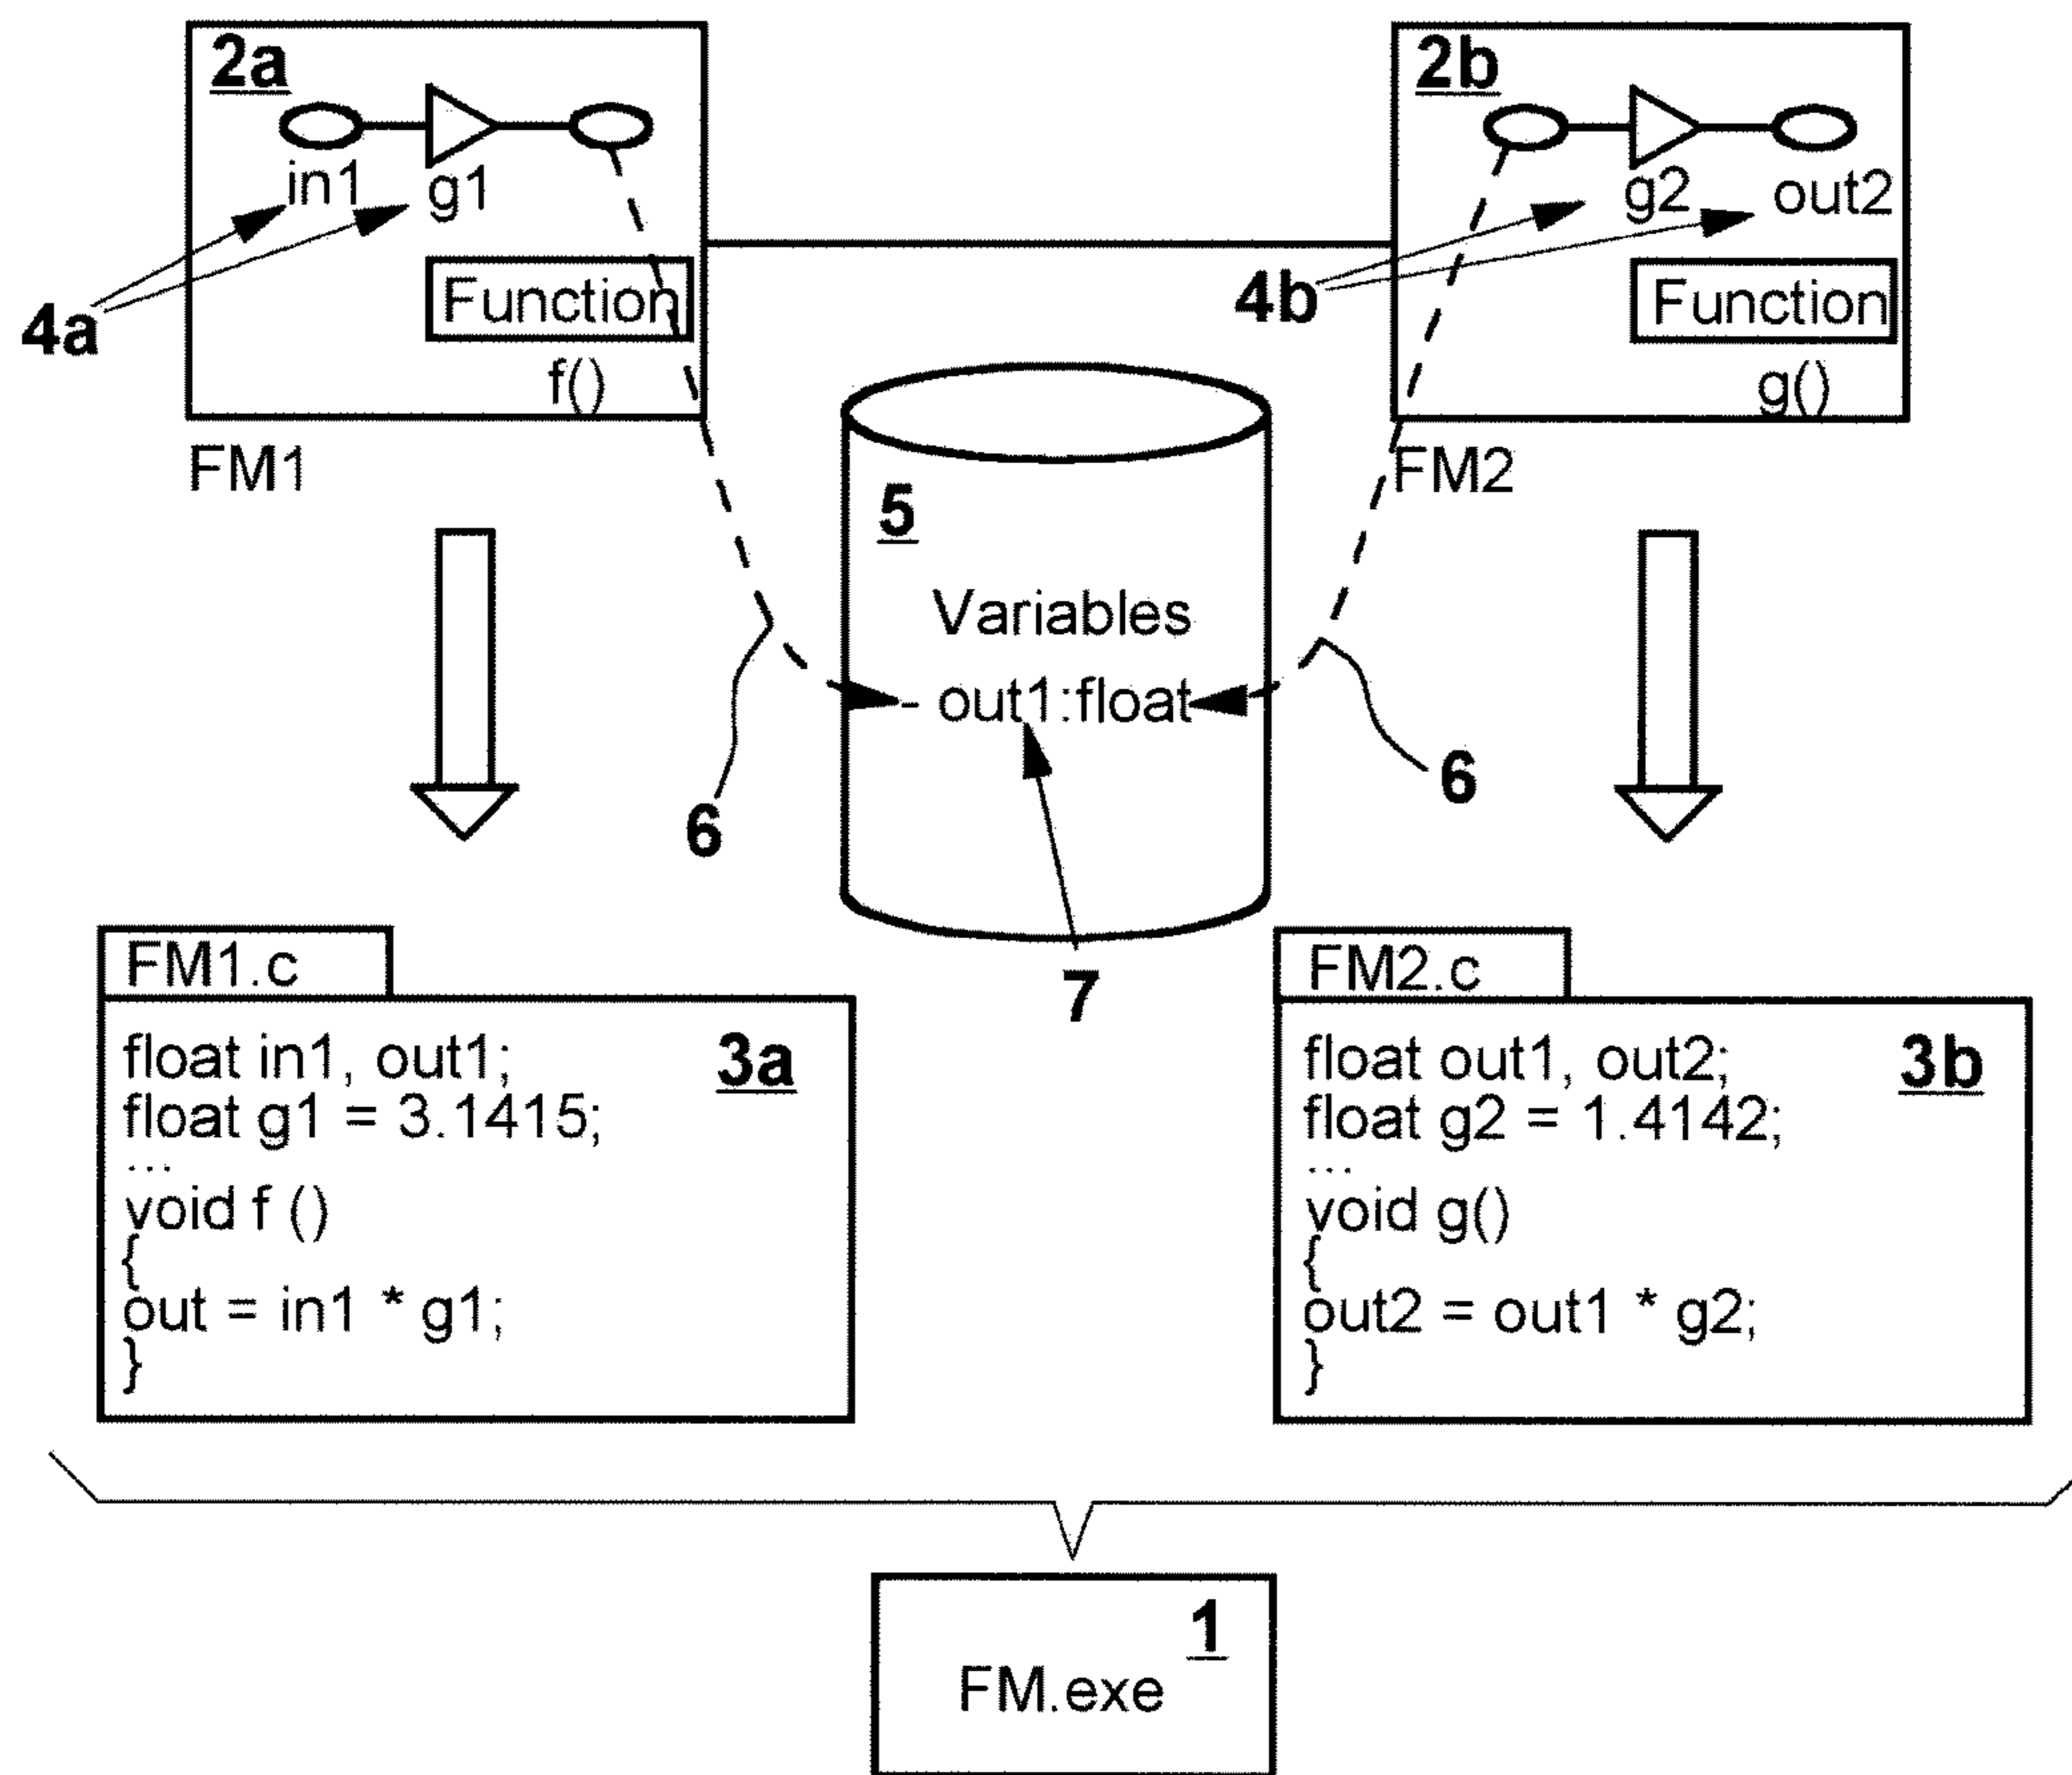 2a
in1
g1
Function
f()
4a
FM1
2b
g2
out2
Function
g()
4b
FM2
5
Variables
- out1:float
6
6
7
FM1.c
float in1, out1;
3a
float g1 = 3.1415;
...
void f ()
{
out = in1 * g1;
}
FM2.c
float out1, out2;
3b
float g2 = 1.4142;
...
void g()
{
out2 = out1 * g2;
}
1
FM.exe